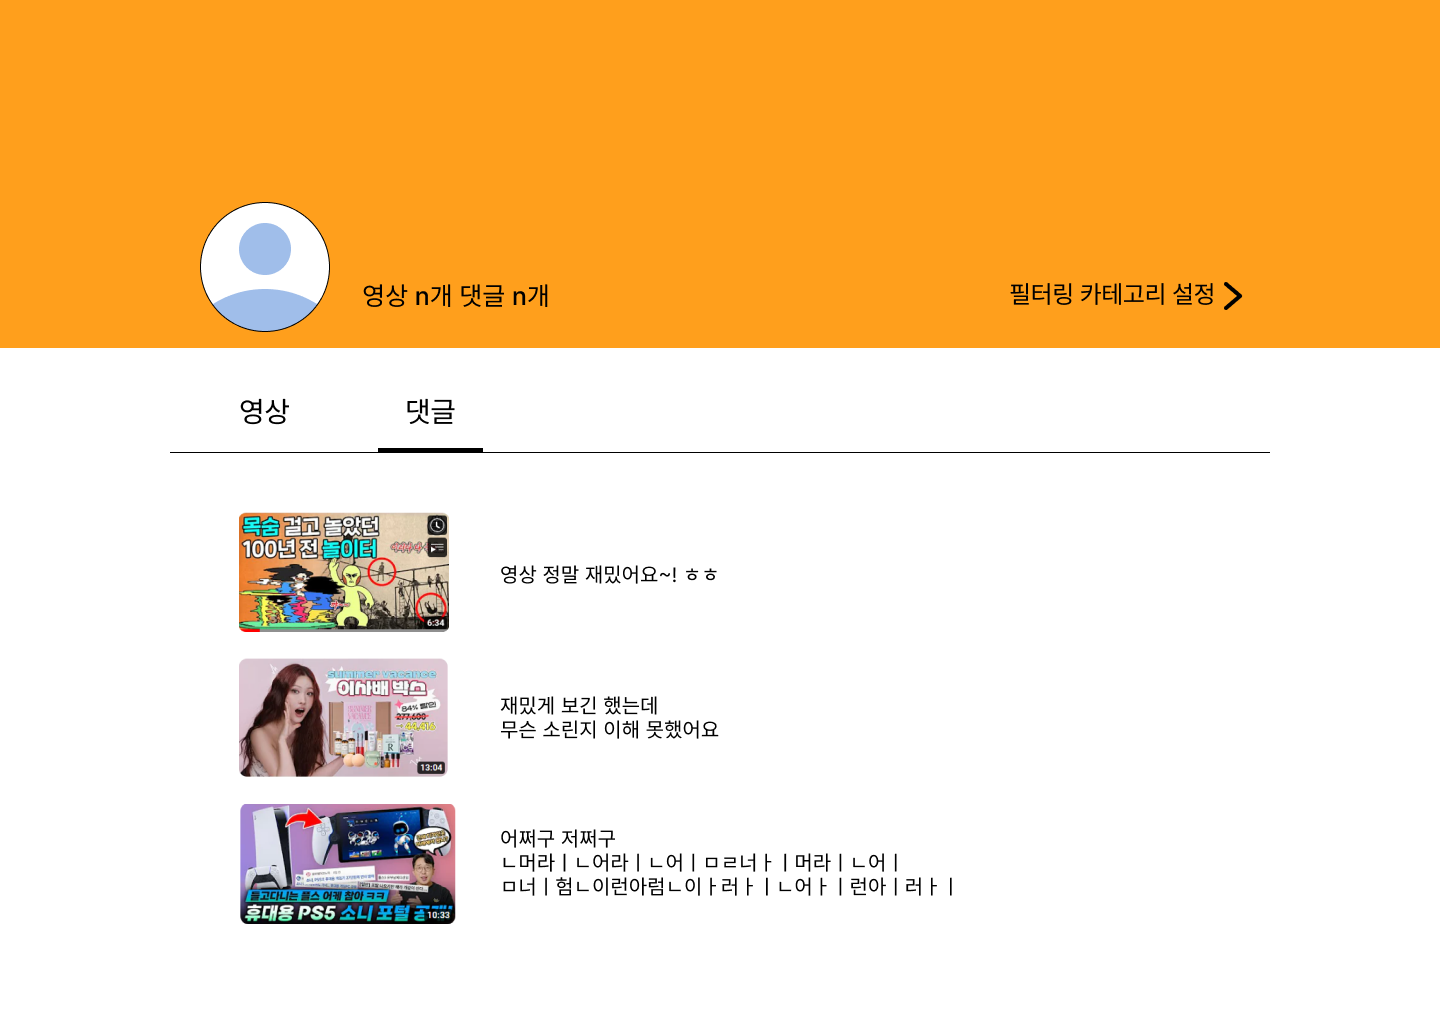 영상 n개 댓글 n개
필터링 카테고리 설정
영상
댓글
목숨 걸고 놀았던
100년 전 놀이터
6:34
영상 정말 재밌어요~! ㅎㅎ
이사배 박스
84%
277,600
13:04
재밌게 보긴 했는데
무슨 소린지 이해 못했어요
들고다니는 플스 어케 참아 ㅋㅋ
휴대용 PS5 소니 포털
10:33
어쩌구 저쩌구
ㄴ머라ㅣㄴ어라ㅣㄴ어ㅣㅁㄹ너ㅏㅣ머라ㅣㄴ어ㅣ
ㅁ너ㅣ험ㄴ이런아럼ㄴ이ㅏ러ㅏㅣㄴ어ㅏㅣ런아ㅣ러ㅏㅣ